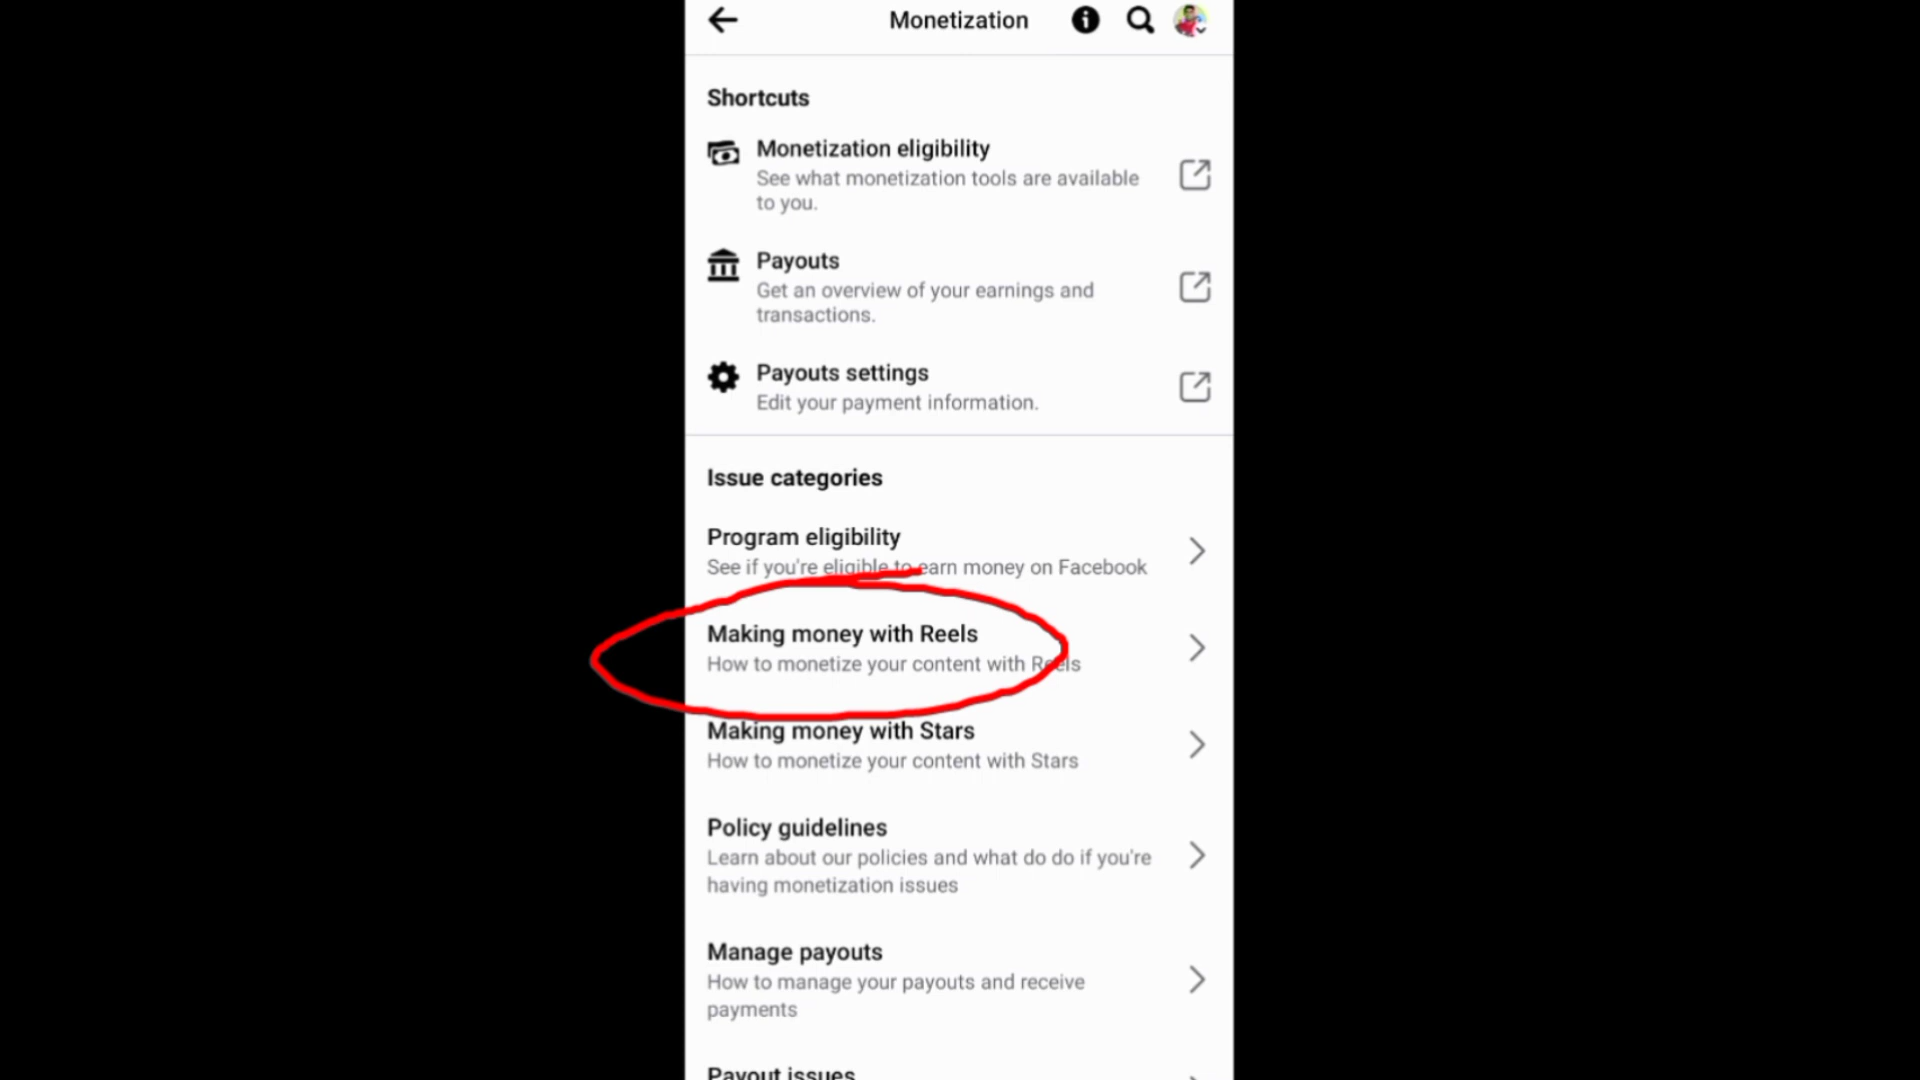 Monetization
Shortcuts
Monetization eligibility
See what monetization tools are available
to you.
Payouts
Get an overview of your earnings and
transactions.
Payouts settings
Edit your payment information.
Issue categories
Program eligibility
See if you're eligible to earn money on Facebook
Making money with Reels
How to monetize your content with Reels
Making money with Stars
How to monetize your content with Stars
Policy guidelines
Learn about our policies and what do do if you're
having monetization issues
Manage payouts
How to manage your payouts and receive
payments
Payout issues